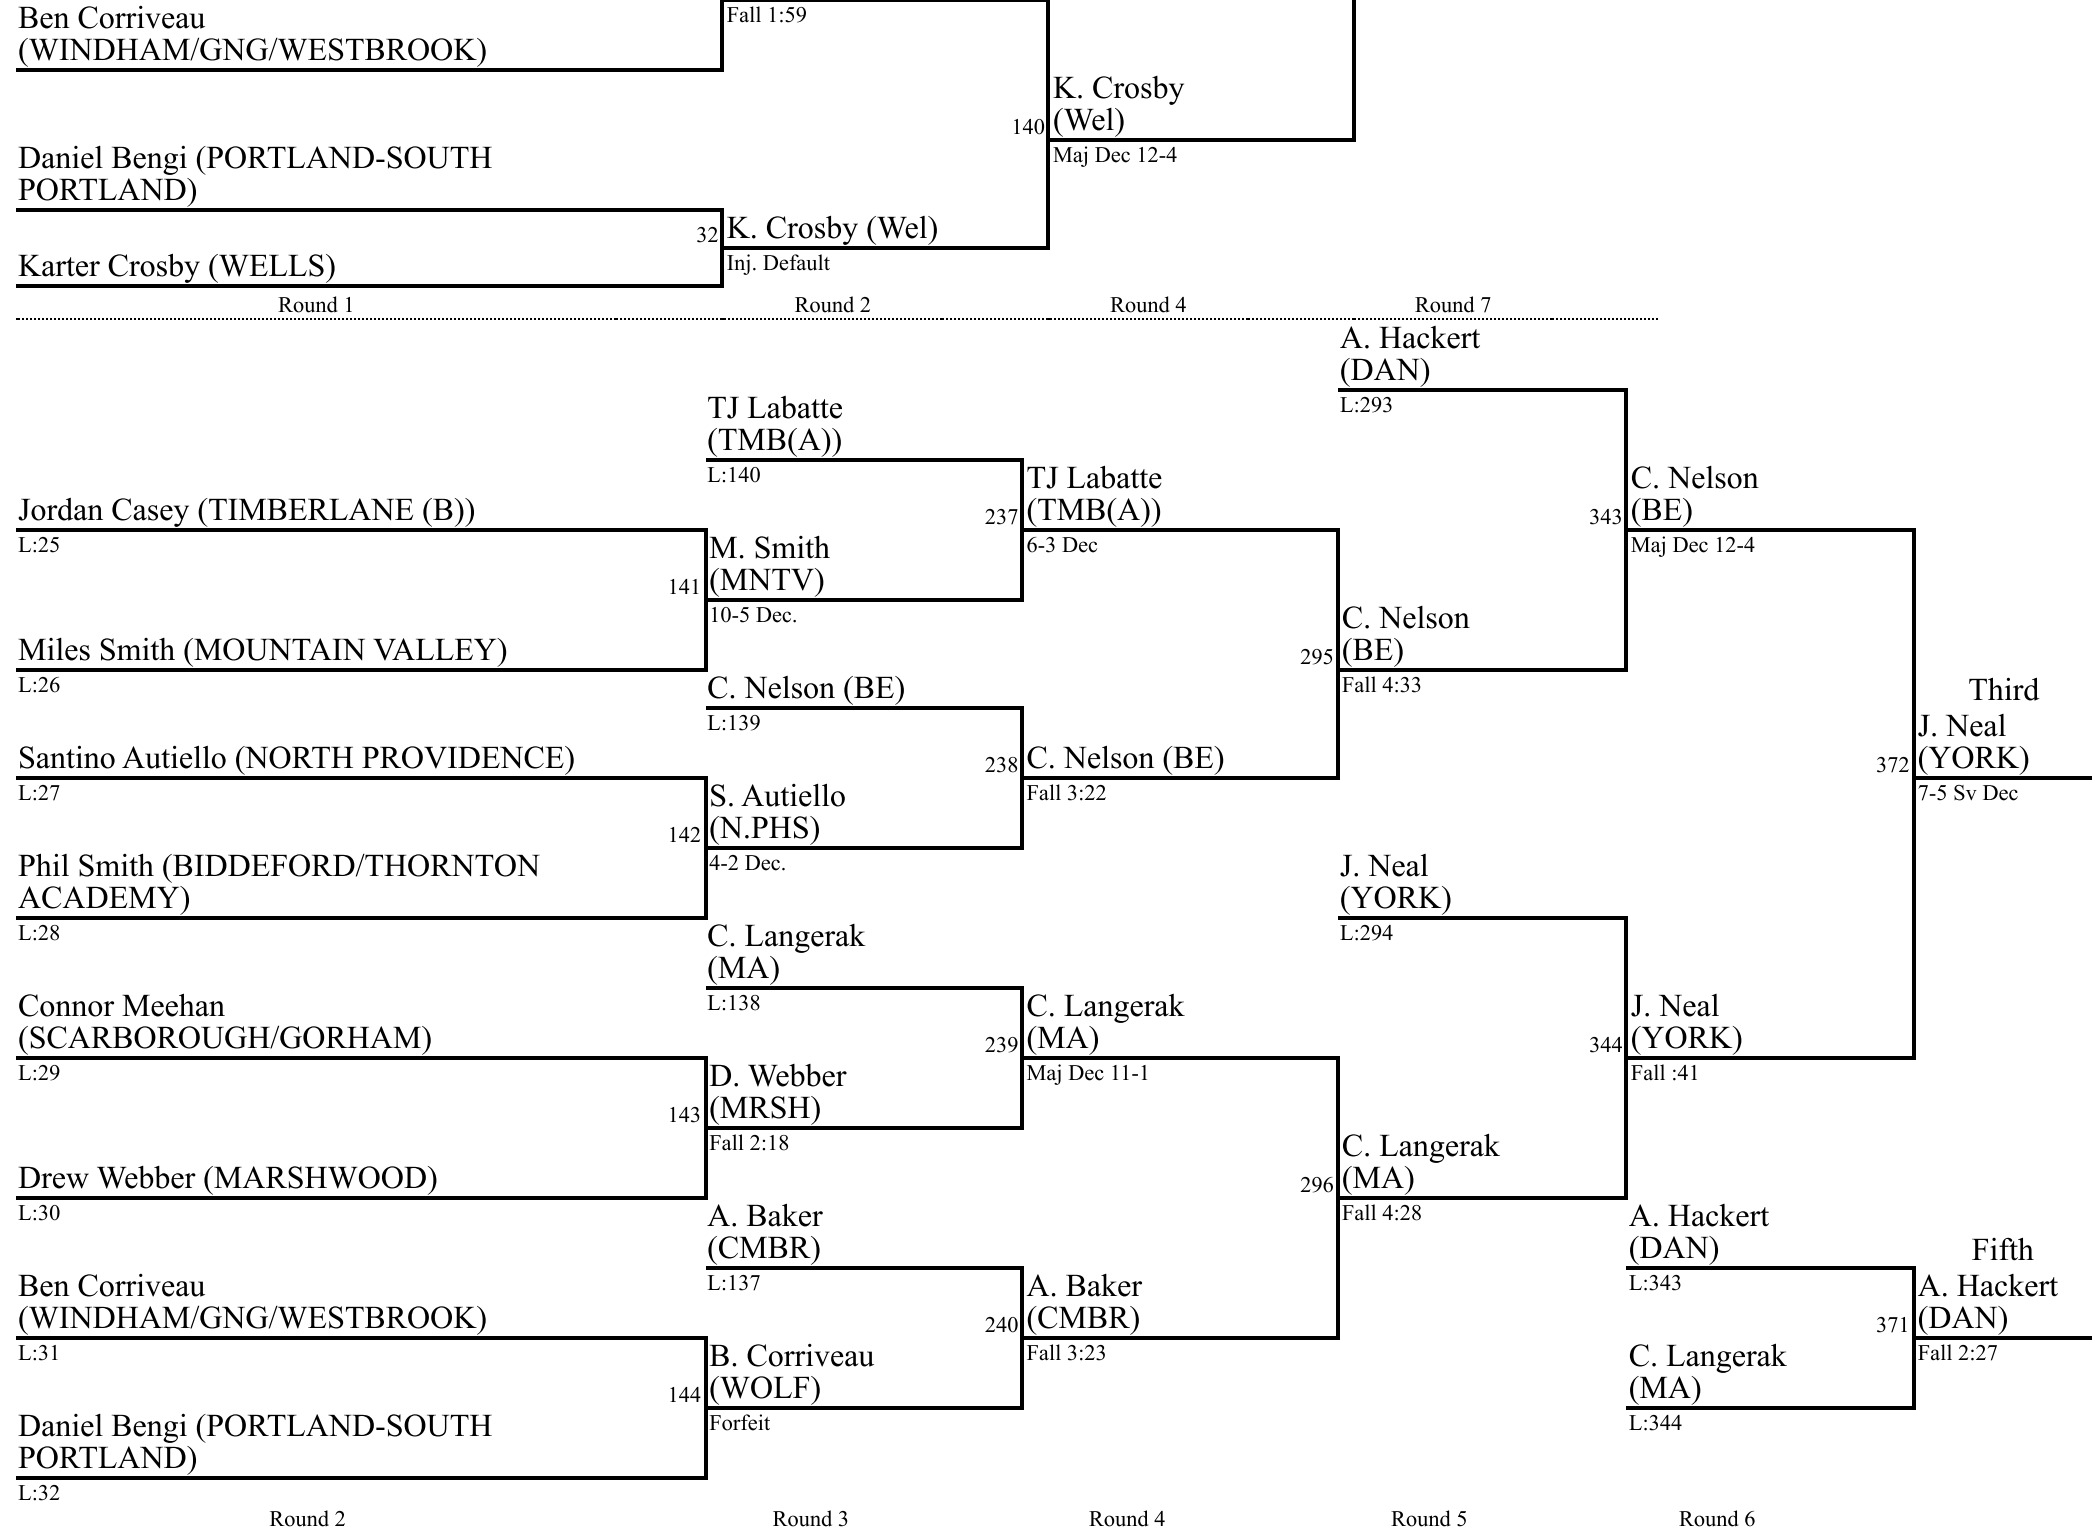 Ben Corriveau
(WINDHAM/GNG/WESTBROOK)
Fall 1:59
140
K. Crosby
(Wel)
Maj Dec 12-4
Daniel Bengi (PORTLAND-SOUTH
PORTLAND)
32
K. Crosby (Wel)
Inj. Default
Karter Crosby (WELLS)
Round 1
Round 2
Round 4
Round 7
A. Hackert
(DAN)
L:293
TJ Labatte
(TMB(A))
L:140
237
TJ Labatte
(TMB(A))
6-3 Dec
343
C. Nelson
(BE)
Maj Dec 12-4
Jordan Casey (TIMBERLANE (B))
L:25
141
M. Smith
(MNTV)
10-5 Dec.
Miles Smith (MOUNTAIN VALLEY)
L:26
295
C. Nelson
(BE)
Fall 4:33
C. Nelson (BE)
L:139
Third
372
J. Neal
(YORK)
7-5 Sv Dec
Santino Autiello (NORTH PROVIDENCE)
L:27
238
C. Nelson (BE)
Fall 3:22
142
S. Autiello
(N.PHS)
4-2 Dec.
Phil Smith (BIDDEFORD/THORNTON
ACADEMY)
L:28
J. Neal
(YORK)
L:294
C. Langerak
(MA)
L:138
Connor Meehan
(SCARBOROUGH/GORHAM)
L:29
239
C. Langerak
(MA)
Maj Dec 11-1
344
J. Neal
(YORK)
Fall :41
143
D. Webber
(MRSH)
Fall 2:18
Drew Webber (MARSHWOOD)
L:30
296
C. Langerak
(MA)
Fall 4:28
A. Baker
(CMBR)
L:137
A. Hackert
(DAN)
L:343
Fifth
371
A. Hackert
(DAN)
Fall 2:27
Ben Corriveau
(WINDHAM/GNG/WESTBROOK)
L:31
240
A. Baker
(CMBR)
Fall 3:23
144
B. Corriveau
(WOLF)
Forfeit
C. Langerak
(MA)
L:344
Daniel Bengi (PORTLAND-SOUTH
PORTLAND)
L:32
Round 2
Round 3
Round 4
Round 5
Round 6